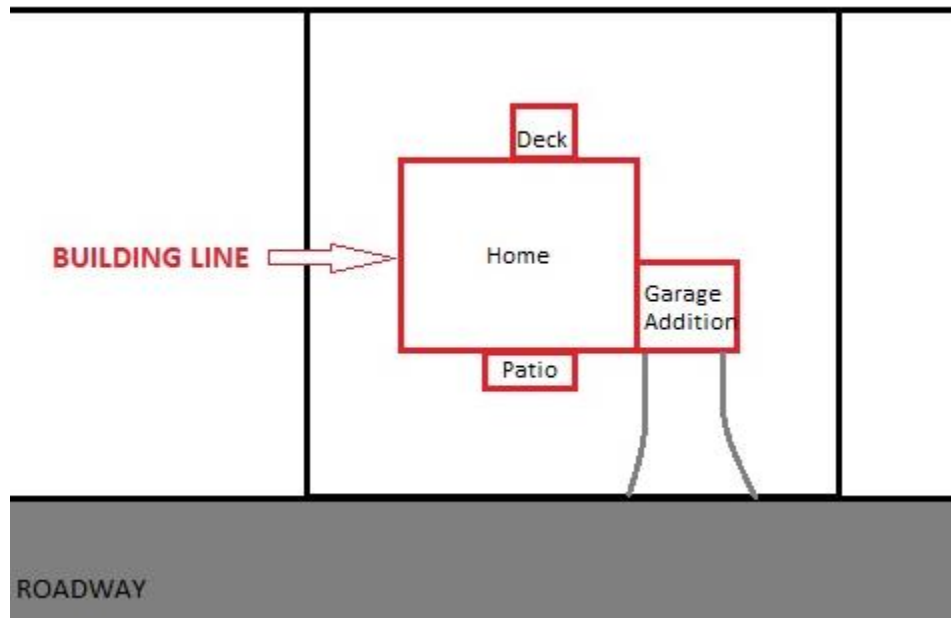 Deck
BUILDING LINE
Home
Garage
Addition
Patio
ROADWAY